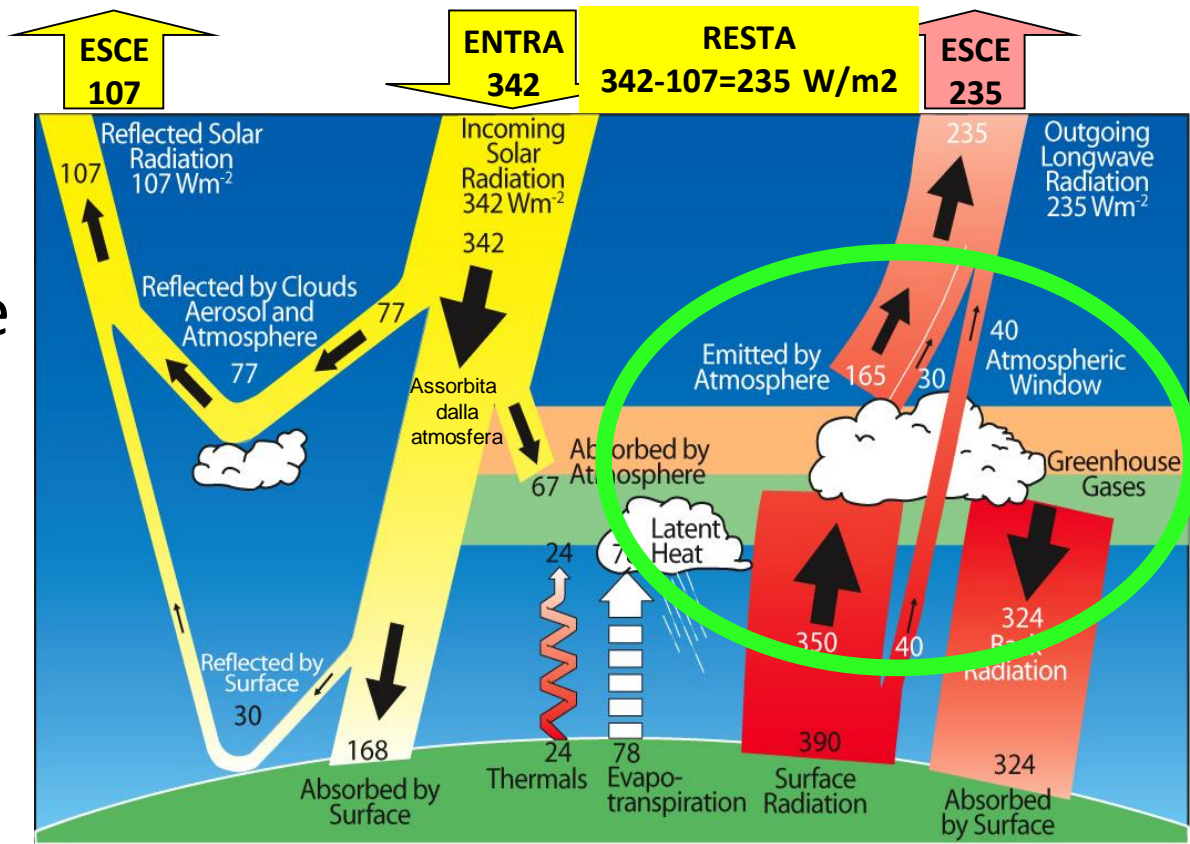 ESCE
107
ENTRA
342
RESTA
342-107=235 W/m2
ESCE
235
e
Reflected Solar
Radiation
107 Wm-2
107
Incoming
Solar
Radiation
342 Wm-2
342
235
Outgoing
Longwave
Radiation
235 Wm-2
Reflected by Clouds
Aerosol and
Atmosphere
77
77
Assorbita
dalla
atmosfera
Emitted by
Atmosphere
165
30
40
Atmospheric
Window
Absorbed by
Atmosphere
67
Greenhouse
Gases
Latent
Heat
24
350
40
324
Back
Radiation
Reflected by
Surface
30
168
Absorbed by
Surface
24
Thermals
78
Evapo-
transpiration
390
Surface
Radiation
324
Absorbed
by Surface